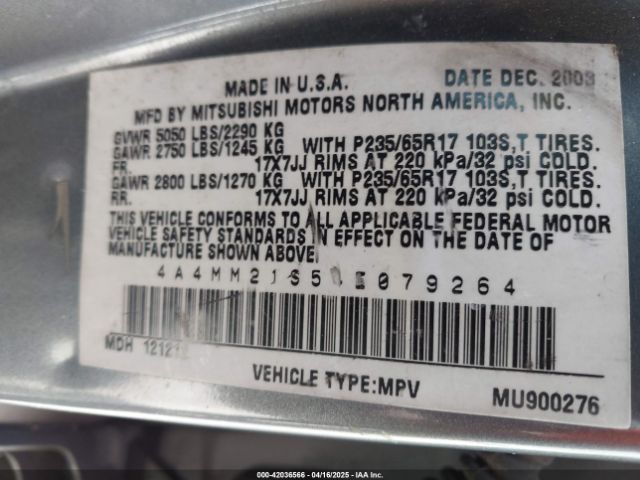 MADE IN U.S.A. DATE DEC. 2003
MFD BY MITSUBISHI MOTORS NORTH AMERICA, INC.
GVWR 5050 LBS/2290 KG
GAWR 2750 LBS/1245 KG WITH P235/65R17 103S,T TIRES.
FR. 17X7JJ RIMS AT 220 kPa/32 psi COLD.
GAWR 2800 LBS/1270 KG WITH P235/65R17 103S,T TIRES.
RR. 17X7JJ RIMS AT 220 kPa/32 psi COLD.
THIS VEHICLE CONFORMS TO ALL APPLICABLE FEDERAL MOTOR
VEHICLE SAFETY STANDARDS IN EFFECT ON THE DATE OF
MANUFACTURE SHOWN ABOVE.
MDH
VEHICLE TYPE:MPV MU900276
000-42036566 04/16/2025 IAA Inc.